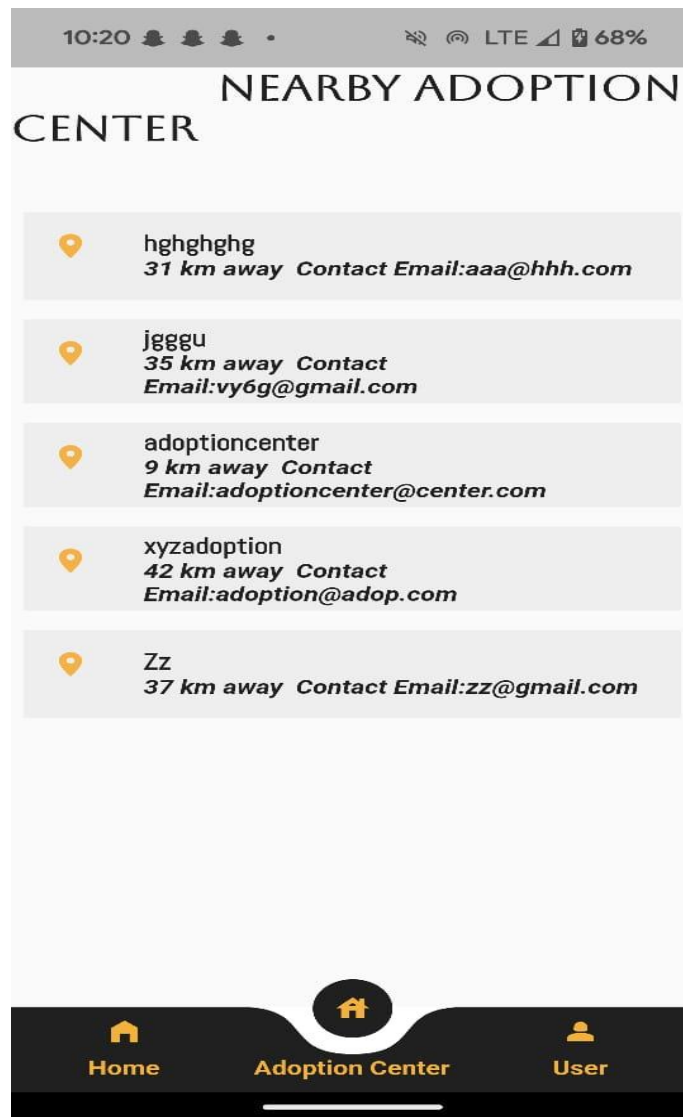 10:20 LTE 68%
NEARBY ADOPTION
CENTER
hghghghg
31 km away Contact Email:aaa@hhh.com
jgggu
35 km away Contact
Email:vy6g@gmail.com
adoptioncenter
9 km away Contact
Email:adoptioncenter@center.com
xyzadoption
42 km away Contact
Email:adoption@adop.com
Zz
37 km away Contact Email:zz@gmail.com
Home Adoption Center User